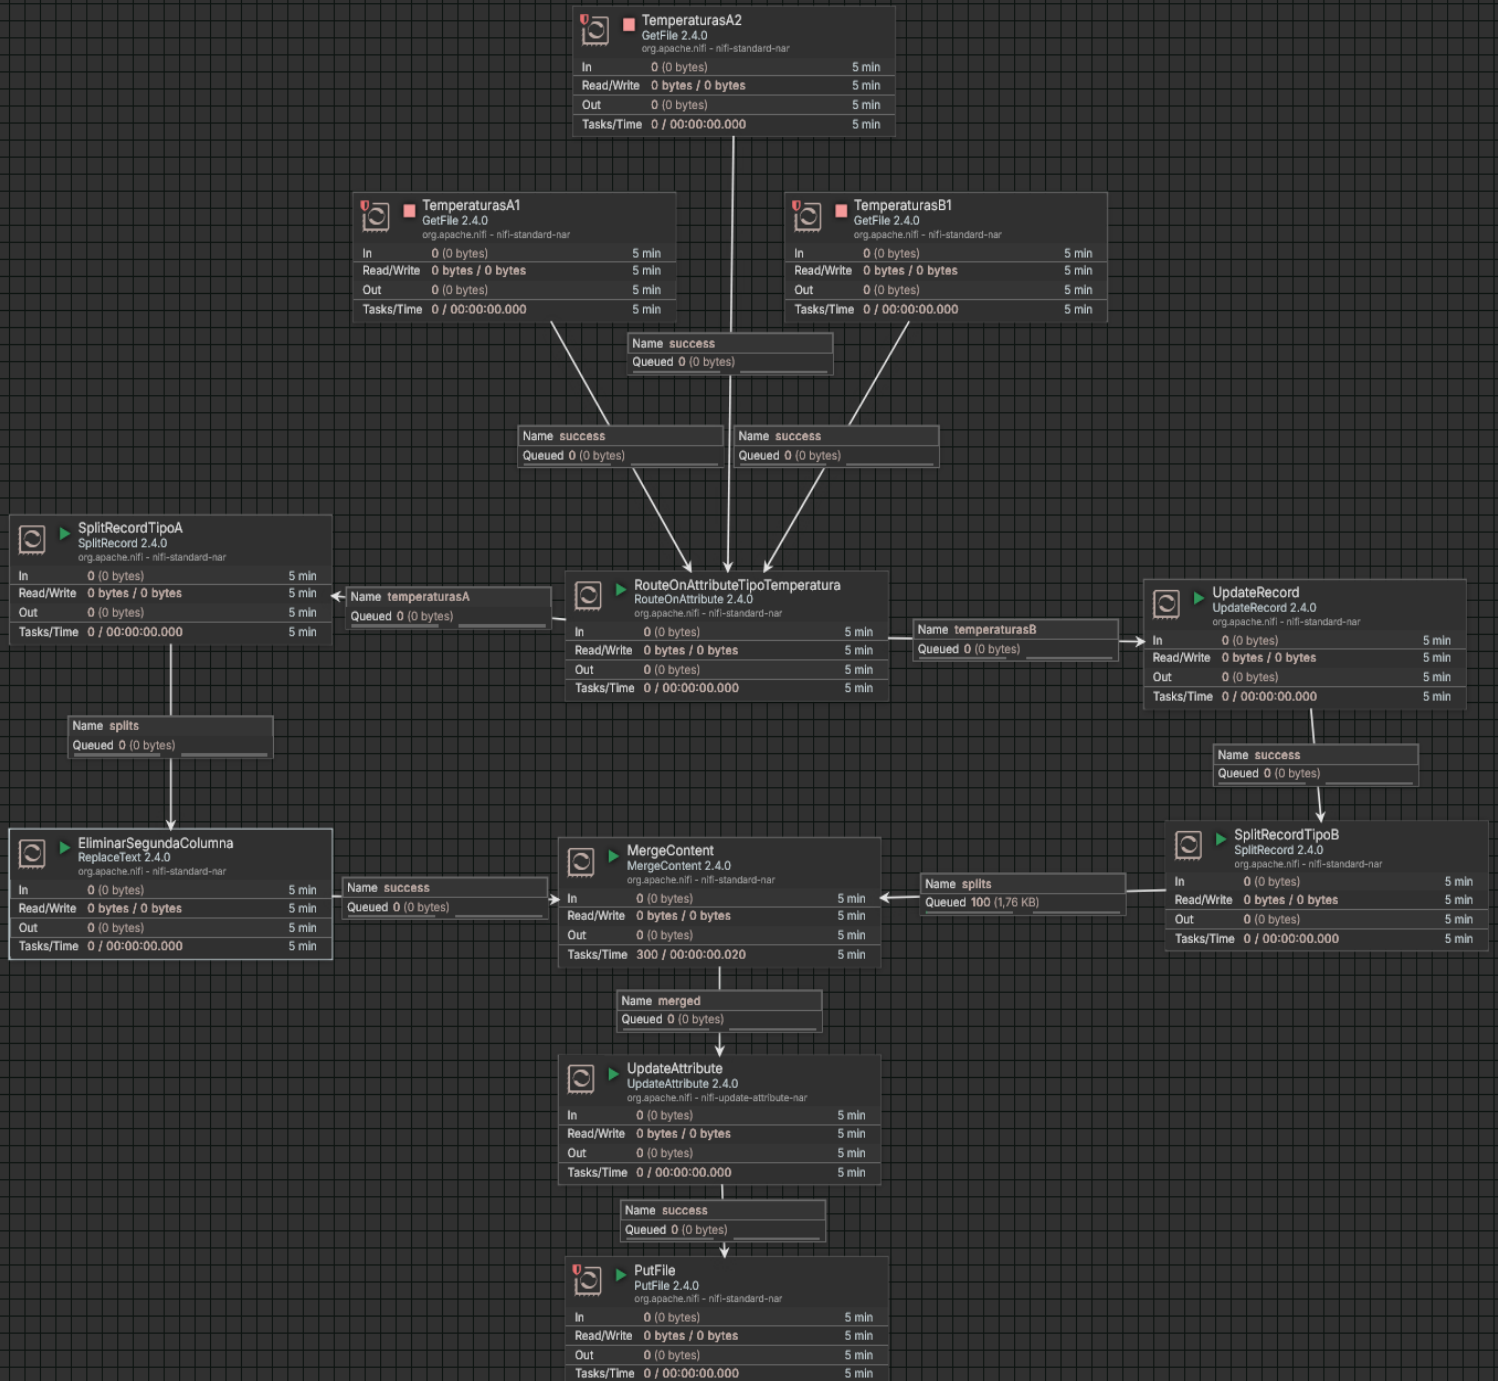 TemperaturasA2
GetFile 2.4.0
org.apache.nifi - nifi-standard-nar
In 0 (0 bytes) 5 min
Read/Write 0 bytes / 0 bytes 5 min
Out 0 (0 bytes) 5 min
Tasks/Time 0 / 00:00:00.000 5 min
TemperaturasA1
GetFile 2.4.0
org.apache.nifi - nifi-standard-nar
In 0 (0 bytes) 5 min
Read/Write 0 bytes / 0 bytes 5 min
Out 0 (0 bytes) 5 min
Tasks/Time 0 / 00:00:00.000 5 min
TemperaturasB1
GetFile 2.4.0
org.apache.nifi - nifi-standard-nar
In 0 (0 bytes) 5 min
Read/Write 0 bytes / 0 bytes 5 min
Out 0 (0 bytes) 5 min
Tasks/Time 0 / 00:00:00.000 5 min
Name success
Queued 0 (0 bytes)
Name success
Queued 0 (0 bytes)
Name success
Queued 0 (0 bytes)
SplitRecordTipoA
SplitRecord 2.4.0
org.apache.nifi - nifi-standard-nar
In 0 (0 bytes) 5 min
Read/Write 0 bytes / 0 bytes 5 min
Out 0 (0 bytes) 5 min
Tasks/Time 0 / 00:00:00.000 5 min
Name temperaturasA
Queued 0 (0 bytes)
RouteOnAttributeTipoTemperatura
RouteOnAttribute 2.4.0
org.apache.nifi - nifi-standard-nar
In 0 (0 bytes) 5 min
Read/Write 0 bytes / 0 bytes 5 min
Out 0 (0 bytes) 5 min
Tasks/Time 0 / 00:00:00.000 5 min
Name temperaturasB
Queued 0 (0 bytes)
UpdateRecord
UpdateRecord 2.4.0
org.apache.nifi - nifi-standard-nar
In 0 (0 bytes) 5 min
Read/Write 0 bytes / 0 bytes 5 min
Out 0 (0 bytes) 5 min
Tasks/Time 0 / 00:00:00.000 5 min
Name splits
Queued 0 (0 bytes)
Name success
Queued 0 (0 bytes)
EliminarSegundaColumna
ReplaceText 2.4.0
org.apache.nifi - nifi-standard-nar
In 0 (0 bytes) 5 min
Read/Write 0 bytes / 0 bytes 5 min
Out 0 (0 bytes) 5 min
Tasks/Time 0 / 00:00:00.000 5 min
Name success
Queued 0 (0 bytes)
MergeContent
MergeContent 2.4.0
org.apache.nifi - nifi-standard-nar
In 0 (0 bytes) 5 min
Read/Write 0 bytes / 0 bytes 5 min
Out 0 (0 bytes) 5 min
Tasks/Time 300 / 00:00:00.020 5 min
Name splits
Queued 100 (1,76 KB)
SplitRecordTipoB
SplitRecord 2.4.0
org.apache.nifi - nifi-standard-nar
In 0 (0 bytes) 5 min
Read/Write 0 bytes / 0 bytes 5 min
Out 0 (0 bytes) 5 min
Tasks/Time 0 / 00:00:00.000 5 min
Name merged
Queued 0 (0 bytes)
UpdateAttribute
UpdateAttribute 2.4.0
org.apache.nifi - nifi-update-attribute-nar
In 0 (0 bytes) 5 min
Read/Write 0 bytes / 0 bytes 5 min
Out 0 (0 bytes) 5 min
Tasks/Time 0 / 00:00:00.000 5 min
Name success
Queued 0 (0 bytes)
PutFile
PutFile 2.4.0
org.apache.nifi - nifi-standard-nar
In 0 (0 bytes) 5 min
Read/Write 0 bytes / 0 bytes 5 min
Out 0 (0 bytes) 5 min
Tasks/Time 0 / 00:00:00.000 5 min